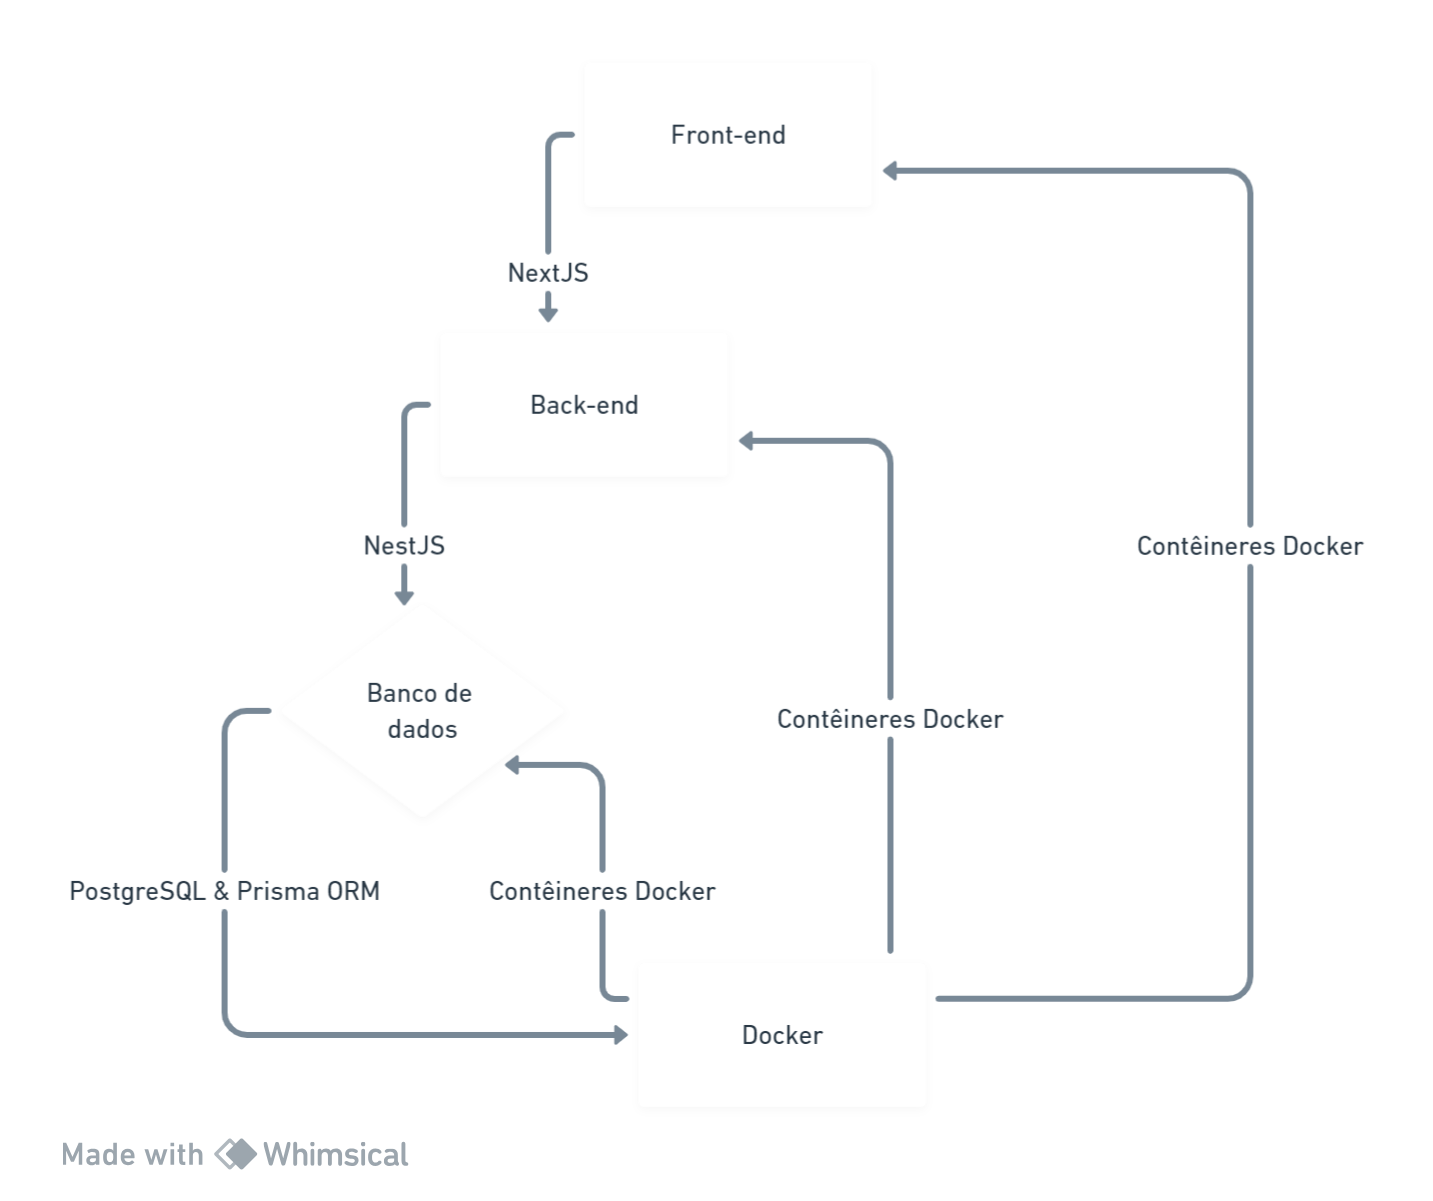 Front-end
NextJS
Back-end
NestJS
Contêineres Docker
Banco de
dados
Contêineres Docker
PostgreSQL & Prisma ORM
Contêineres Docker
Docker
Made with Whimsical